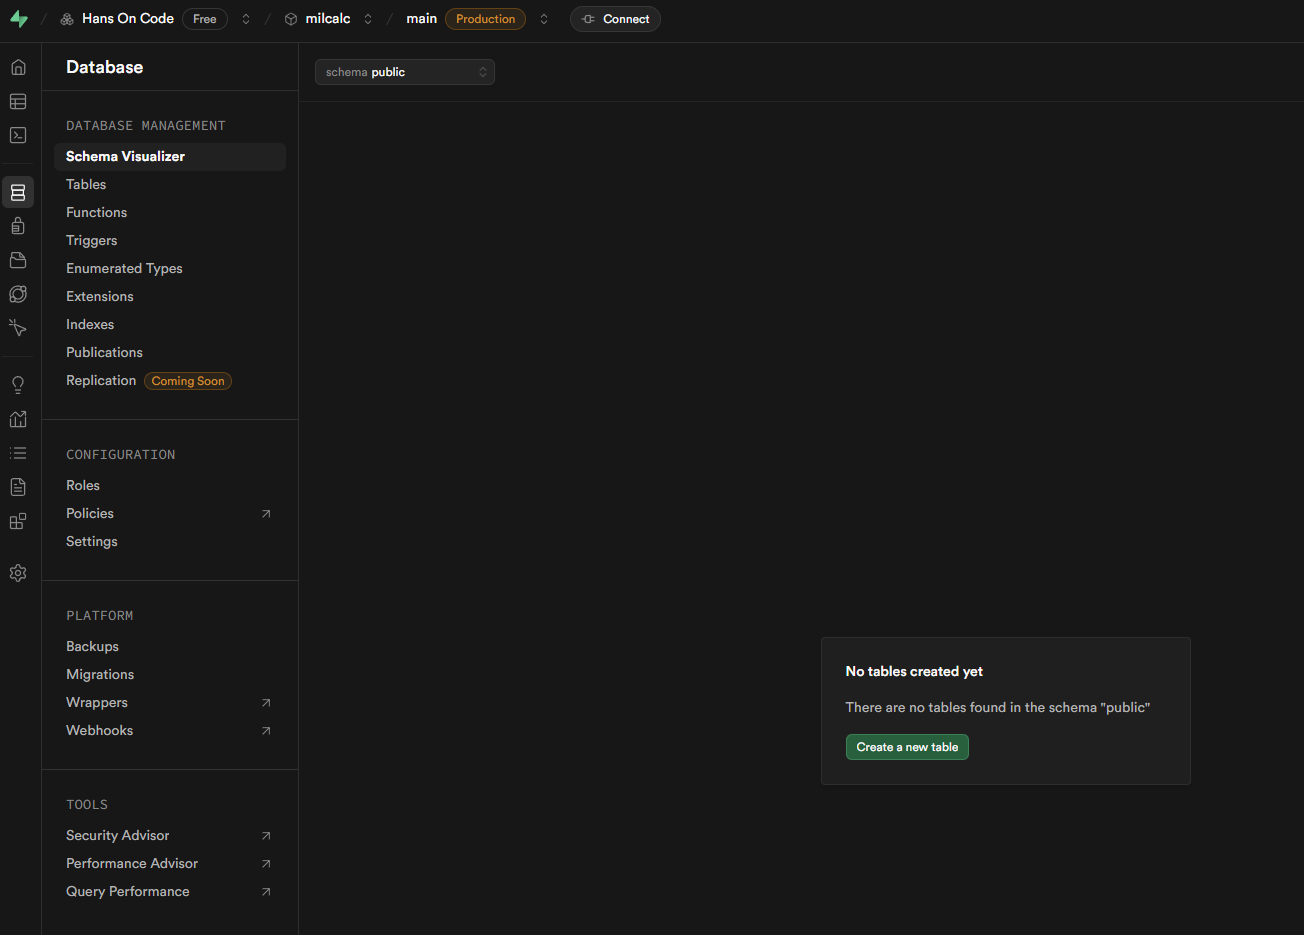 Hans On Code Free milcalc main Production Connect
Database
schema public
DATABASE MANAGEMENT
Schema Visualizer
Tables
Functions
Triggers
Enumerated Types
Extensions
Indexes
Publications
Replication Coming Soon
CONFIGURATION
Roles
Policies
Settings
PLATFORM
Backups
Migrations
Wrappers
Webhooks
TOOLS
Security Advisor
Performance Advisor
Query Performance
No tables created yet
There are no tables found in the schema "public"
Create a new table